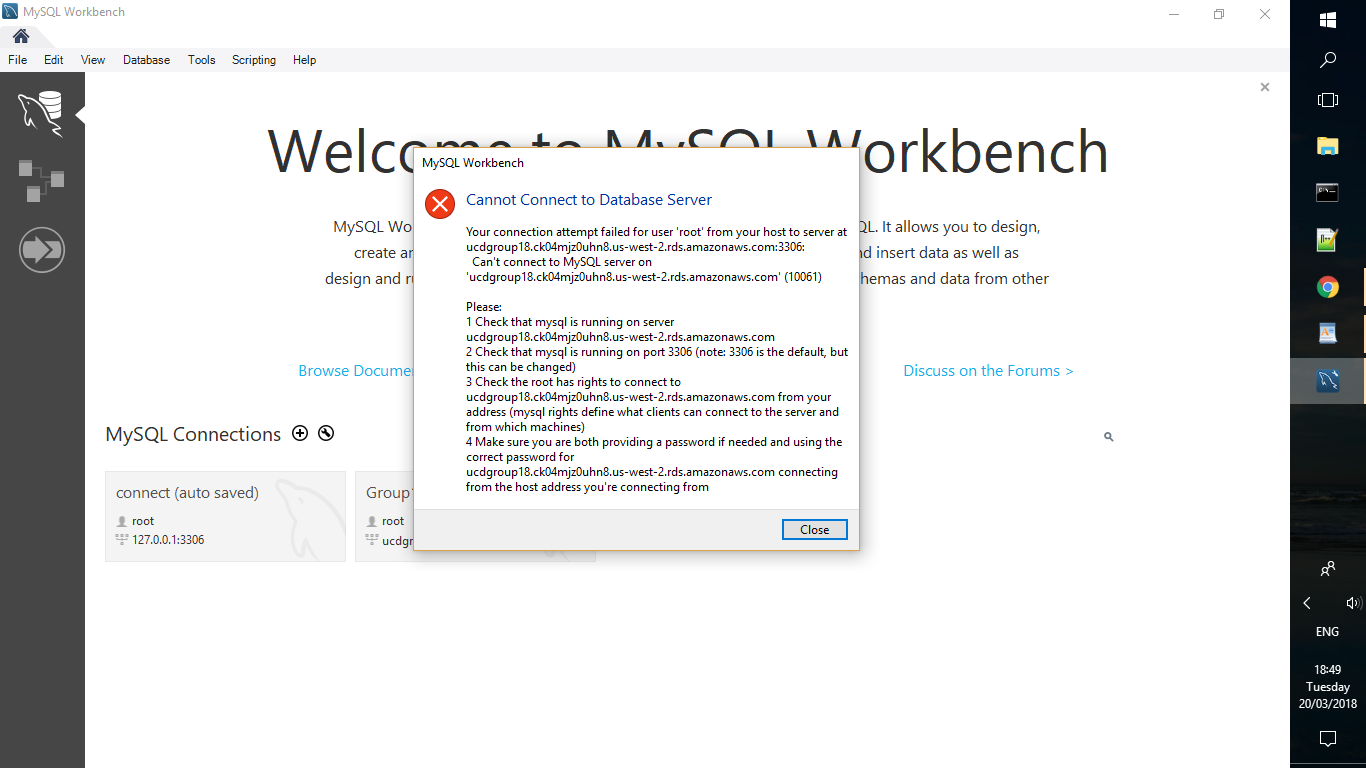 MySQL Workbench
File Edit View Database Tools Scripting Help
Welcome to MySQL Workbench
MySQL Wo
QL. It allows you to design,
create an
d insert data as well as
design and ru
hemas and data from other
Browse Docume
Discuss on the Forums >
MySQL Connections
connect (auto saved)
root
127.0.0.1:3306
Group
root
ucdgr
MySQL Workbench
Cannot Connect to Database Server
Your connection attempt failed for user 'root' from your host to server at
ucdgroup18.ck04mjz0uhn8.us-west-2.rds.amazonaws.com:3306:
Can't connect to MySQL server on
'ucdgroup18.ck04mjz0uhn8.us-west-2.rds.amazonaws.com' (10061)
Please:
1 Check that mysql is running on server
ucdgroup18.ck04mjz0uhn8.us-west-2.rds.amazonaws.com
2 Check that mysql is running on port 3306 (note: 3306 is the default, but
this can be changed)
3 Check the root has rights to connect to
ucdgroup18.ck04mjz0uhn8.us-west-2.rds.amazonaws.com from your
address (mysql rights define what clients can connect to the server and
from which machines)
4 Make sure you are both providing a password if needed and using the
correct password for
ucdgroup18.ck04mjz0uhn8.us-west-2.rds.amazonaws.com connecting
from the host address you're connecting from
Close
ENG
18:49
Tuesday
20/03/2018